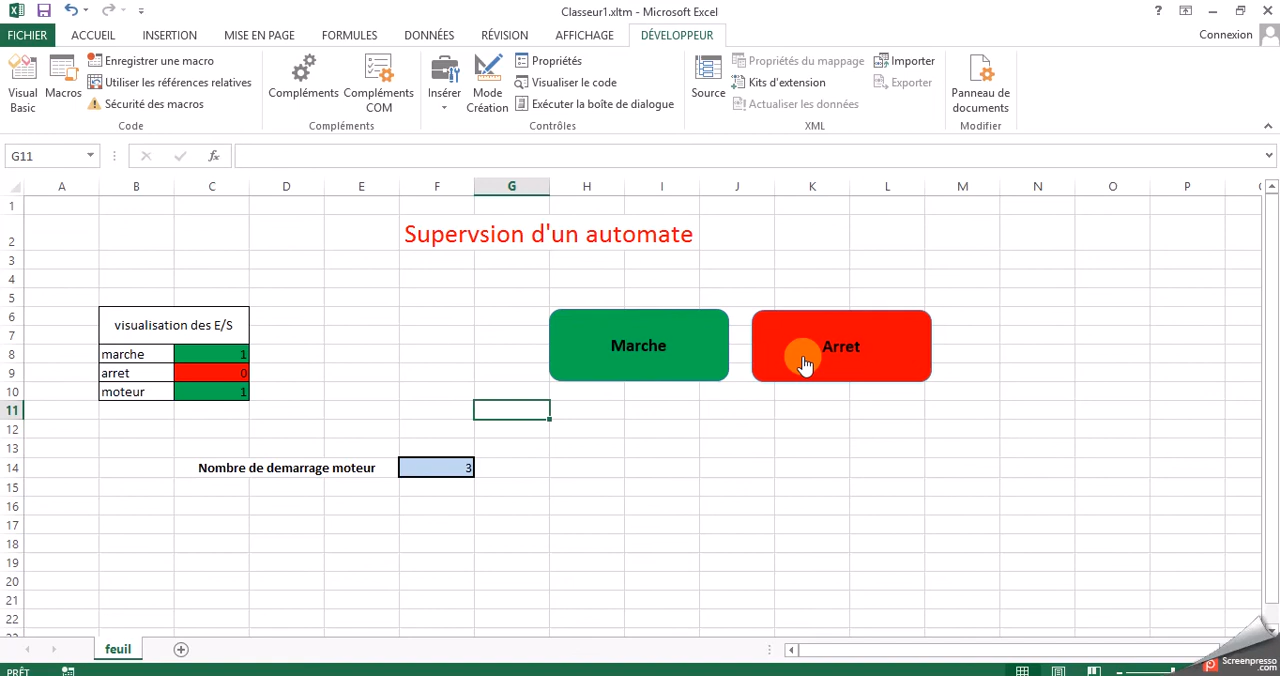 Classeur1.xltm - Microsoft Excel
?
FICHIER ACCUEIL INSERTION MISE EN PAGE FORMULES DONNÉES RÉVISION AFFICHAGE DÉVELOPPEUR Connexion
Visual Basic
Macros
Enregistrer une macro
Utiliser les références relatives
Sécurité des macros
Code
Compléments
Compléments COM
Compléments
Insérer
Mode Création
Propriétés
Visualiser le code
Exécuter la boîte de dialogue
Contrôles
Source
Propriétés du mappage
Kits d'extension
Actualiser les données
Importer
Exporter
XML
Panneau de documents
Modifier
G11
fx
A B C D E F G H I J K L M N O P
1
2 Supervsion d'un automate
3
4
5
6 visualisation des E/S
7 Marche Arret
8 marche 1
9 arret 0
10 moteur 1
11
12
13
14 Nombre de demarrage moteur 3
15
16
17
18
19
20
21
22
feuil
PRÊT
Screenpresso
.com